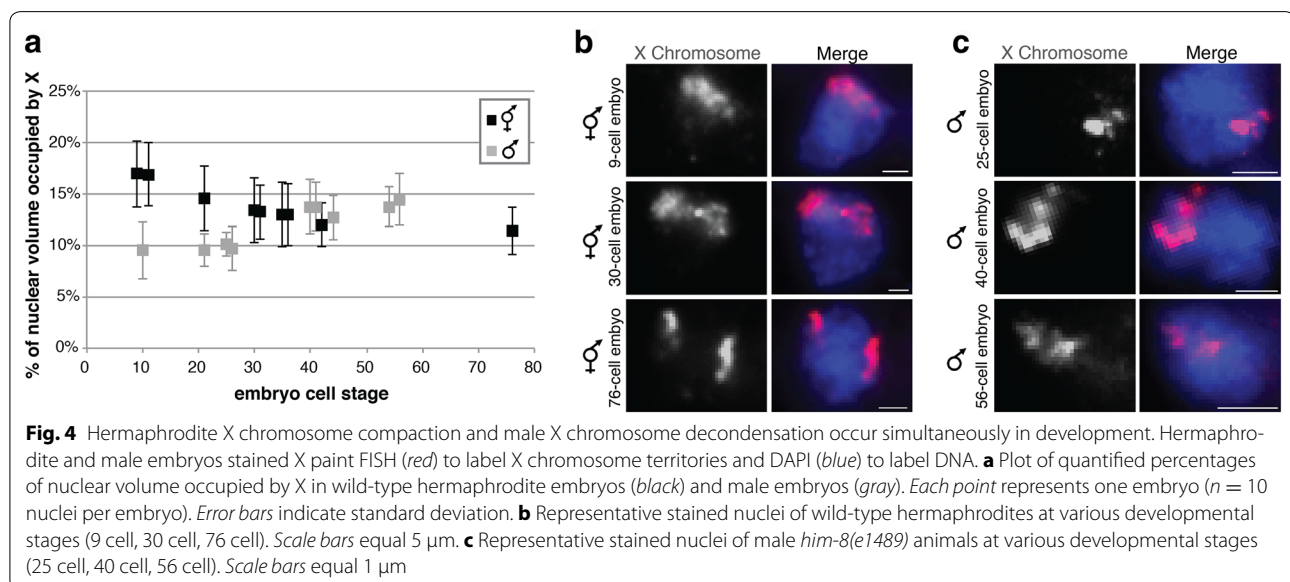 a
% of nuclear volume occupied by X
25%
20%
15%
10%
5%
0%
0 10 20 30 40 50 60 70 80
embryo cell stage
⚥
♂
b
X Chromosome Merge
⚥ 9-cell embryo
⚥ 30-cell embryo
⚥ 76-cell embryo
c
X Chromosome Merge
♂ 25-cell embryo
♂ 40-cell embryo
♂ 56-cell embryo
Fig. 4 Hermaphrodite X chromosome compaction and male X chromosome decondensation occur simultaneously in development. Hermaphro-
dite and male embryos stained X paint FISH (red) to label X chromosome territories and DAPI (blue) to label DNA. a Plot of quantified percentages
of nuclear volume occupied by X in wild-type hermaphrodite embryos (black) and male embryos (gray). Each point represents one embryo (n = 10
nuclei per embryo). Error bars indicate standard deviation. b Representative stained nuclei of wild-type hermaphrodites at various developmental
stages (9 cell, 30 cell, 76 cell). Scale bars equal 5 μm. c Representative stained nuclei of male him-8(e1489) animals at various developmental stages
(25 cell, 40 cell, 56 cell). Scale bars equal 1 μm